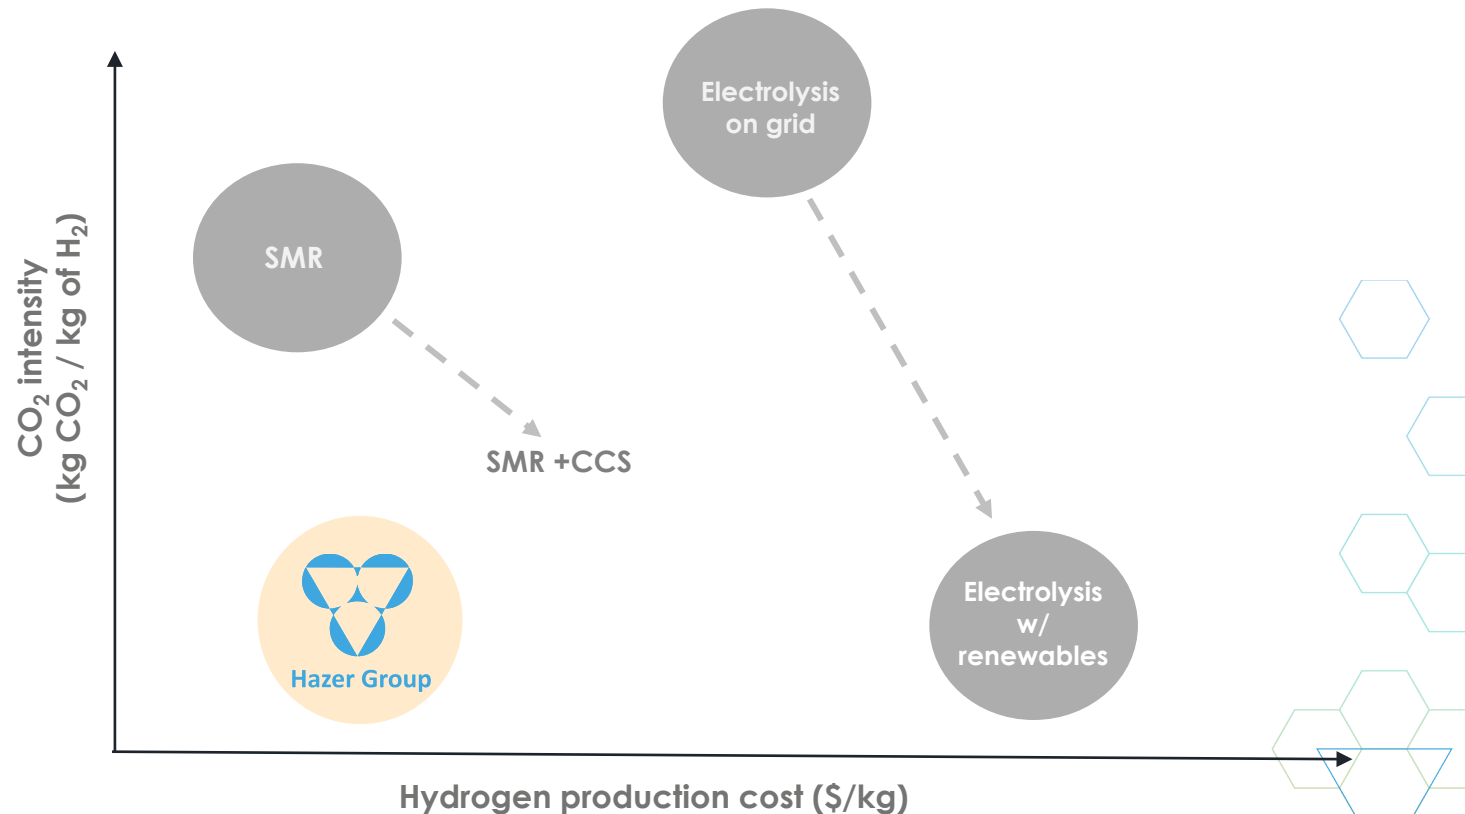 Electrolysis
on grid
SMR
CO₂ intensity
(kg CO₂ / kg of H₂)
SMR +CCS
Hazer Group
Electrolysis
w/
renewables
Hydrogen production cost ($/kg)